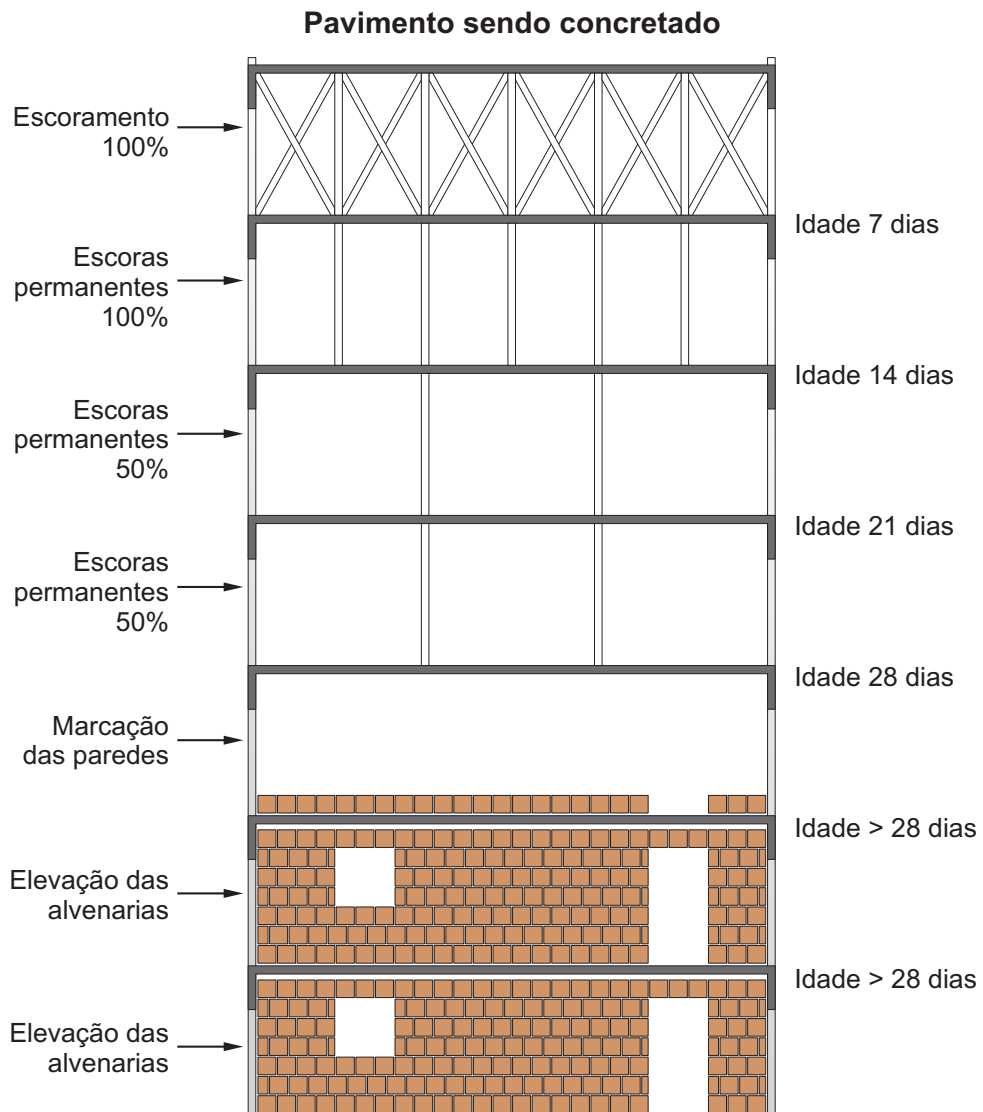 Pavimento sendo concretado
Escoramento
100%
Idade 7 dias
Escoras
permanentes
100%
Idade 14 dias
Escoras
permanentes
50%
Idade 21 dias
Escoras
permanentes
50%
Idade 28 dias
Marcação
das paredes
Idade > 28 dias
Elevação das
alvenarias
Idade > 28 dias
Elevação das
alvenarias